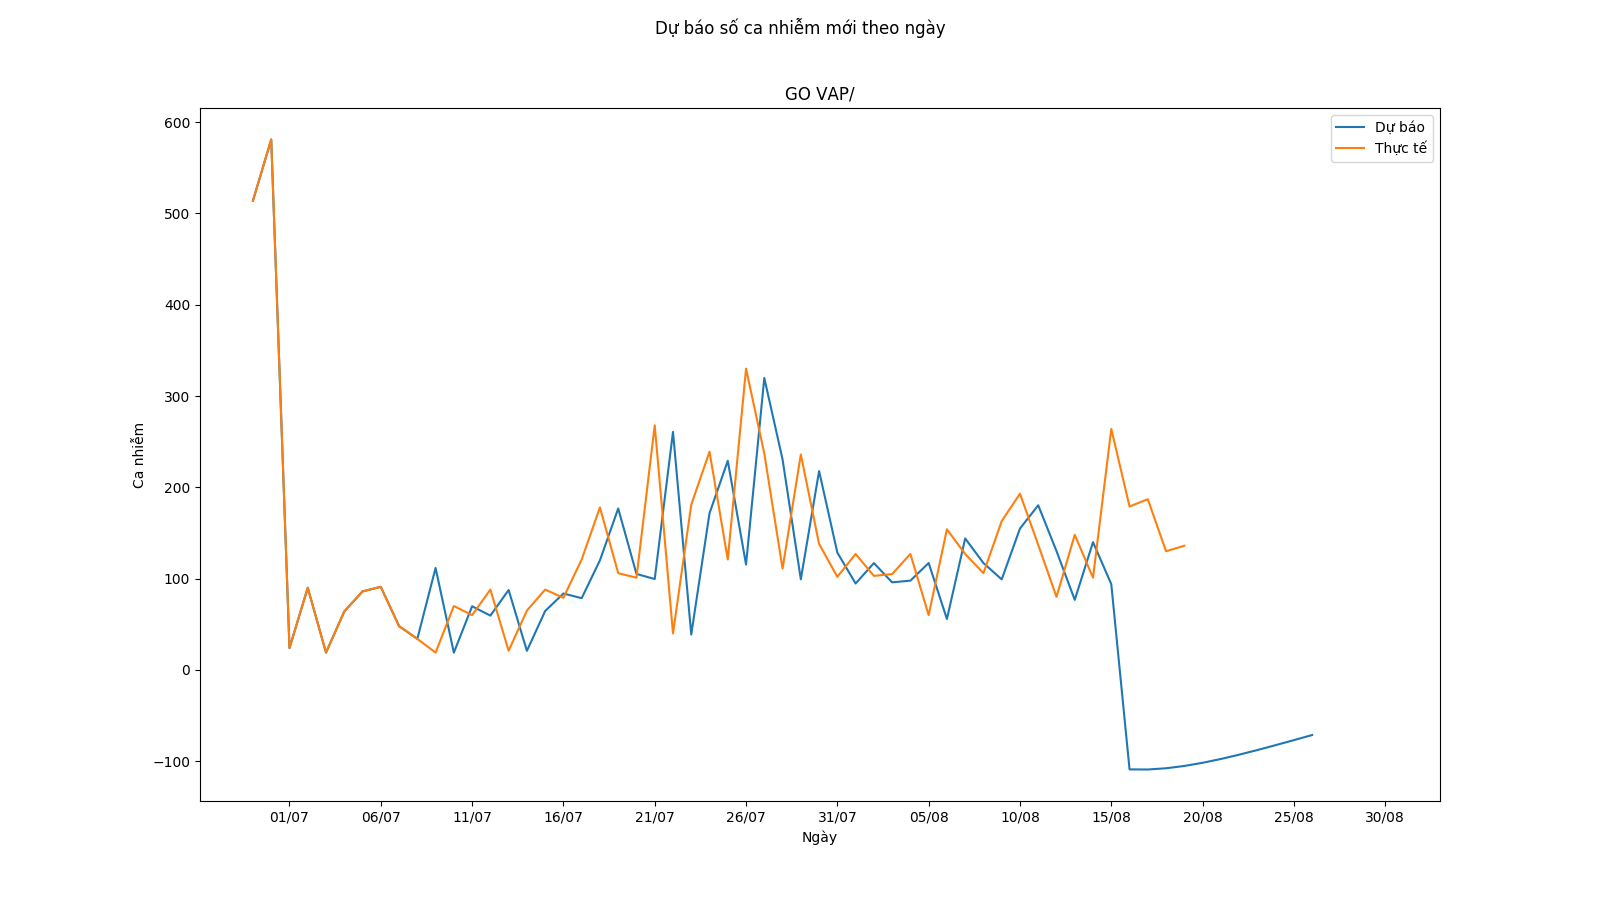 Dự báo số ca nhiễm mới theo ngày
GO VAP/
Dự báo
Thực tế
600
500
400
300
200
100
0
−100
Ca nhiễm
01/07 06/07 11/07 16/07 21/07 26/07 31/07 05/08 10/08 15/08 20/08 25/08 30/08
Ngày